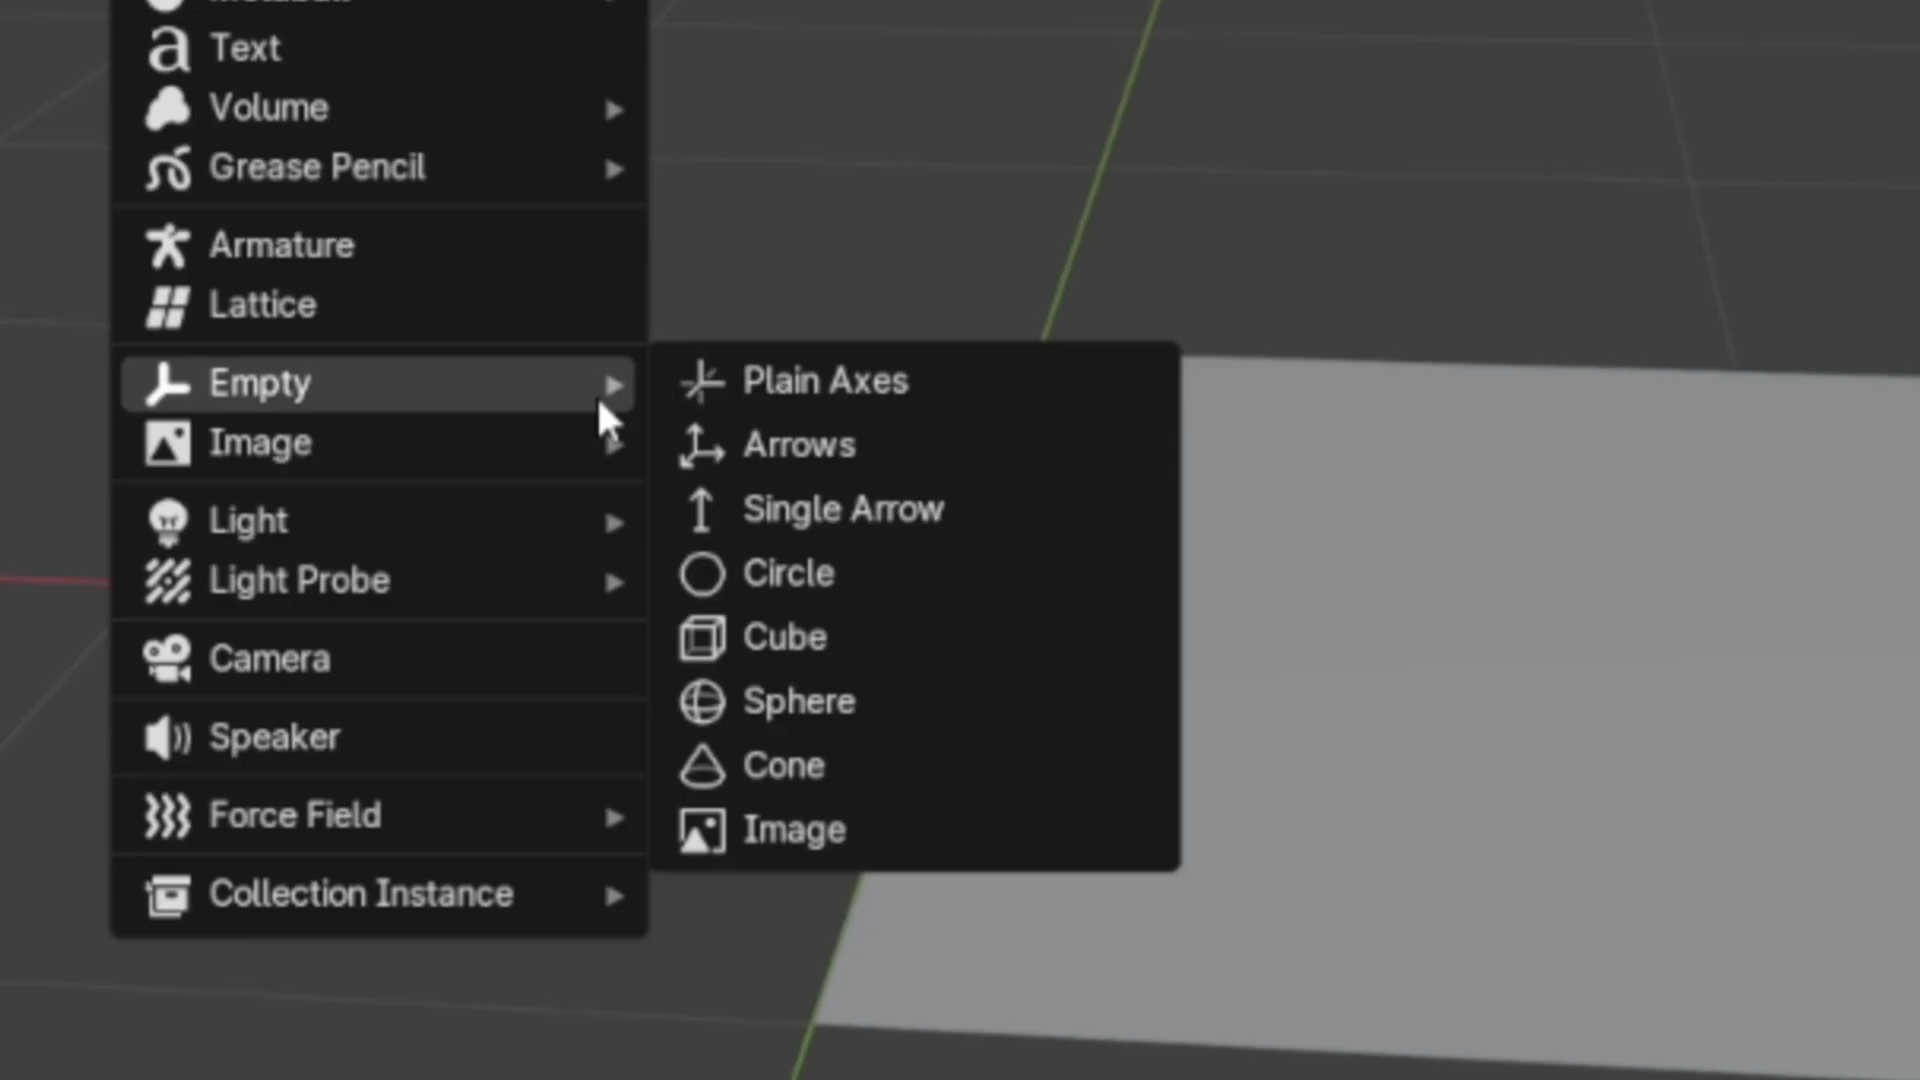 Text
Volume
Grease Pencil
Armature
Lattice
Empty
Image
Light
Light Probe
Camera
Speaker
Force Field
Collection Instance
Plain Axes
Arrows
Single Arrow
Circle
Cube
Sphere
Cone
Image